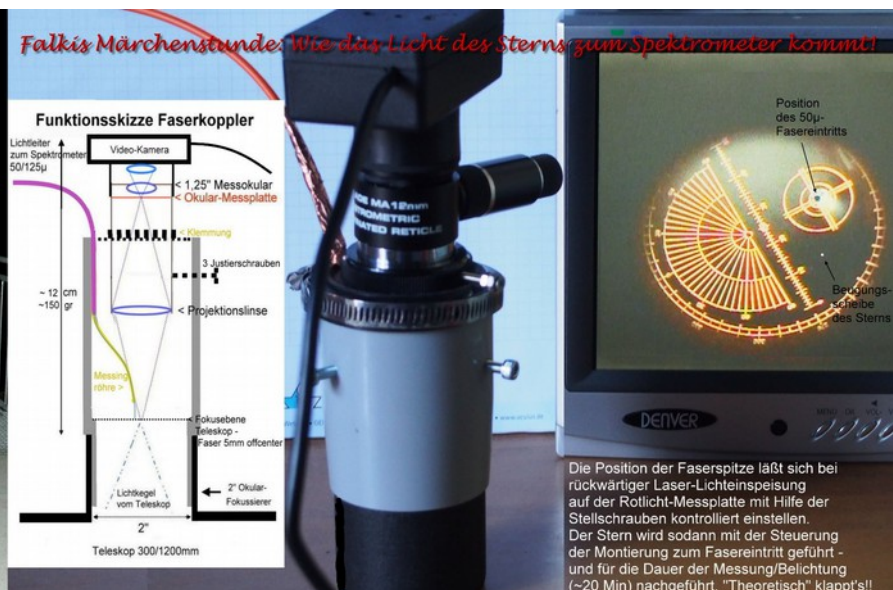 Falkis Märchenstunde: Wie das Licht des Sterns zum Spektrometer kommt!
Funktionsskizze Faserkoppler
Lichtleiter
zum Spektrometer
50/125µ
Video-Kamera
< 1,25" Messokular
< Okular-Messplatte
< Klemmung
3 Justierschrauben
~ 12 cm
~150 gr
< Projektionslinse
Messing
röhre >
< Fokusebene
Teleskop -
Faser 5mm offcenter
Lichtkegel
vom Teleskop
2" Okular-
Fokussierer
2"
Teleskop 300/1200mm
MA 12mm
RETICLE
Position
des 50µ-
Fasereintritts
Beugungs-
scheibe
des Sterns
DENVER
MENU OK VOL-
Die Position der Faserspitze läßt sich bei
rückwärtiger Laser-Lichteinspeisung
auf der Rotlicht-Messplatte mit Hilfe der
Stellschrauben kontrolliert einstellen.
Der Stern wird sodann mit der Steuerung
der Montierung zum Fasereintritt geführt -
und für die Dauer der Messung/Belichtung
(~20 Min) nachgeführt. "Theoretisch" klappt's!!